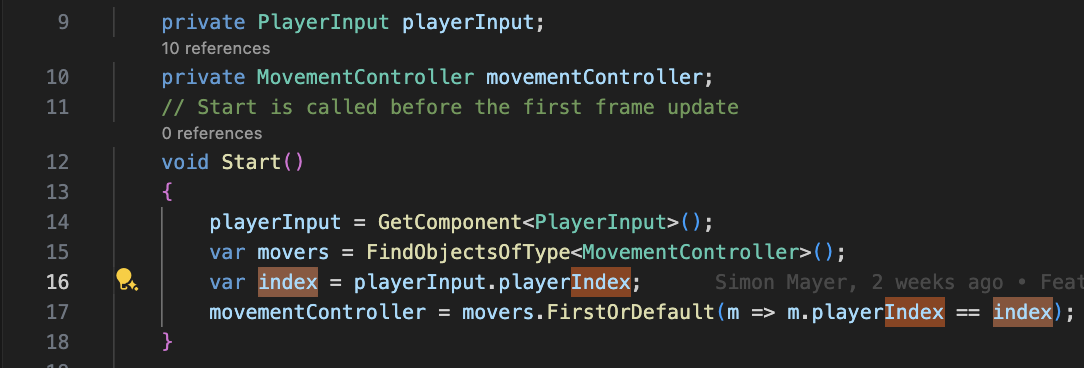 9 private PlayerInput playerInput;
10 references
10 private MovementController movementController;
11 // Start is called before the first frame update
0 references
12 void Start()
13 {
14 playerInput = GetComponent<PlayerInput>();
15 var movers = FindObjectsOfType<MovementController>();
16 var index = playerInput.playerIndex; Simon Mayer, 2 weeks ago • Feat
17 movementController = movers.FirstOrDefault(m => m.playerIndex == index);
18 }